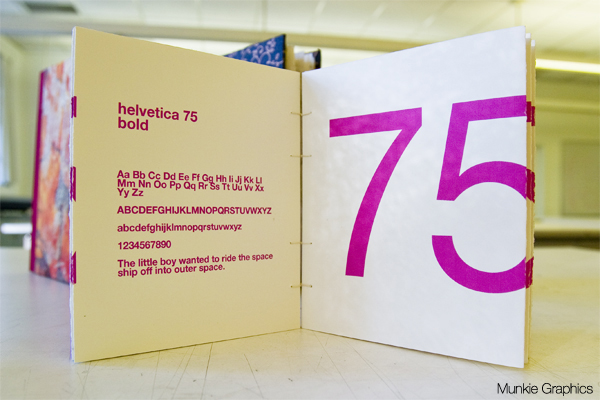 helvetica 75
bold
Aa Bb Cc Dd Ee Ff Gg Hh Ii Jj Kk Ll
Mm Nn Oo Pp Qq Rr Ss Tt Uu Vv Xx
Yy Zz
ABCDEFGHIJKLMNOPQRSTUVWXYZ
abcdefghijklmnopqrstuvwxyz
1234567890
The little boy wanted to ride the space
ship off into outer space.
75
Munkie Graphics